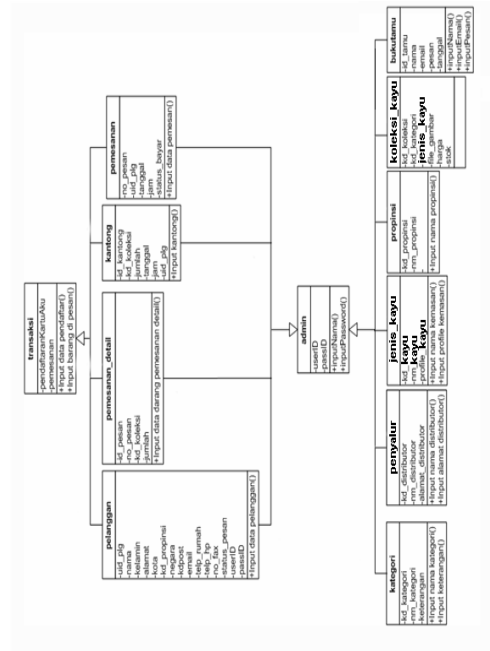 transaksi
-pendaftaranKartuAku
-pemesanan
+Input data pendaftar()
+Input barang di pesan()
pelanggan
-uid_plg
-nama
-kelamin
-alamat
-kota
-kd_propinsi
-negara
-kdpost
-email
-telp_rumah
-telp_hp
-no_fax
-status_pesan
-userID
-passID
+Input data pelanggan()
pemesanan_detail
-id_pesan
-no_pesan
-kd_koleksi
-jumlah
+Input data darang pemesanan detail()
kantong
-id_kantong
-kd_koleksi
-jumlah
-tanggal
-jam
-uid_plg
+Input kantong()
pemesanan
-no_pesan
-uid_plg
-tanggal
-jam
-status_bayar
+Input data pemesan()
admin
-userID
-passID
+inputNama()
+inputPassword()
kategori
-kd_kategori
-nm_kategori
-keterangan
+Input nama kategori()
+Input keterangan()
penyalur
-kd_distributor
-nm_distributor
-alamat_distributor
+Input nama distributor()
+Input alamat distributor()
jenis_kayu
-kd_kayu
-nm_kayu
-profile_kayu
+Input nama kemasan()
+Input profile kemasan()
propinsi
-kd_propinsi
-nm_propinsi
+Input nama propinsi()
koleksi_kayu
-kd_koleksi
-kd_kategori
-jenis_kayu
-file_gambar
-harga
-stok
bukutamu
-id_tamu
-nama
-email
-pesan
-tanggal
+inputNama()
+inputEmail()
+inputPesan()